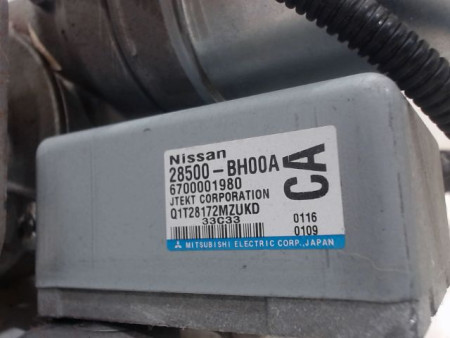 Nissan
28500-BH00A
6700001980
JTEKT CORPORATION
Q1T28172MZUKD
33C33
CA
0116
0109
MITSUBISHI ELECTRIC CORP., JAPAN